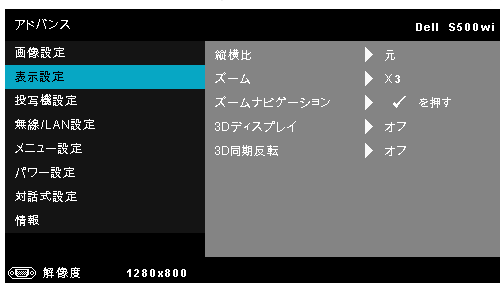 アドバンス
Dell S500wi
画像設定
表示設定
投写機設定
無線/LAN設定
メニュー設定
パワー設定
対話式設定
情報
縦横比 元
ズーム X3
ズームナビゲーション を押す
3Dディスプレイ オフ
3D同期反転 オフ
解像度 1280x800